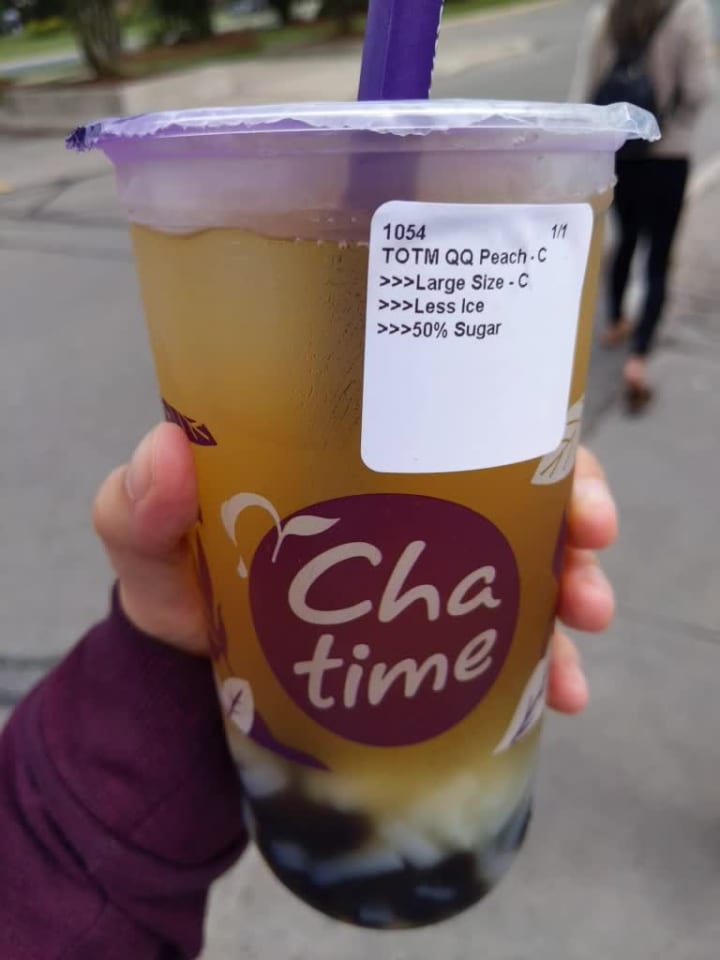 1054 1/1
TOTM QQ Peach - C
>>>Large Size - C
>>>Less Ice
>>>50% Sugar
Cha
time